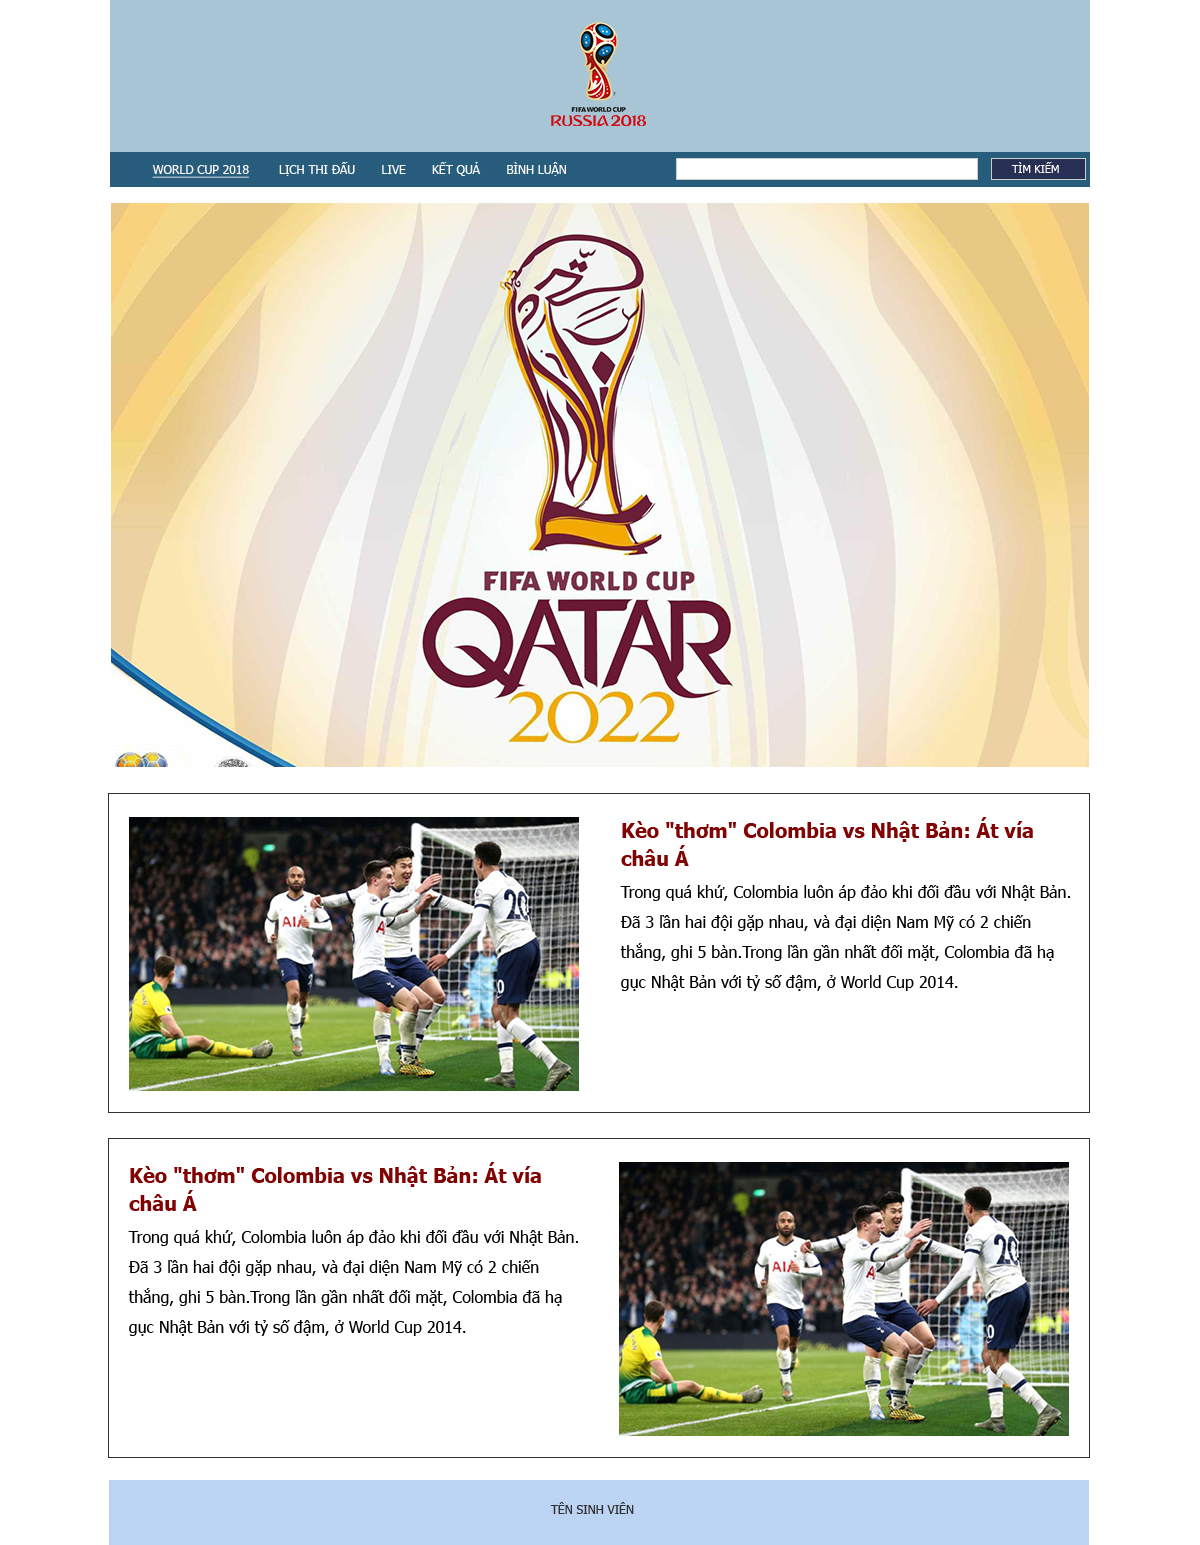 FIFA WORLD CUP
RUSSIA 2018
WORLD CUP 2018 LỊCH THI ĐẤU LIVE KẾT QUẢ BÌNH LUẬN TÌM KIẾM
FIFA WORLD CUP
QATAR
2022
Kèo "thơm" Colombia vs Nhật Bản: Át vía
châu Á
Trong quá khứ, Colombia luôn áp đảo khi đối đầu với Nhật Bản.
Đã 3 lần hai đội gặp nhau, và đại diện Nam Mỹ có 2 chiến
thắng, ghi 5 bàn.Trong lần gần nhất đối mặt, Colombia đã hạ
gục Nhật Bản với tỷ số đậm, ở World Cup 2014.
AIA
20
Kèo "thơm" Colombia vs Nhật Bản: Át vía
châu Á
Trong quá khứ, Colombia luôn áp đảo khi đối đầu với Nhật Bản.
Đã 3 lần hai đội gặp nhau, và đại diện Nam Mỹ có 2 chiến
thắng, ghi 5 bàn.Trong lần gần nhất đối mặt, Colombia đã hạ
gục Nhật Bản với tỷ số đậm, ở World Cup 2014.
AIA
20
TÊN SINH VIÊN